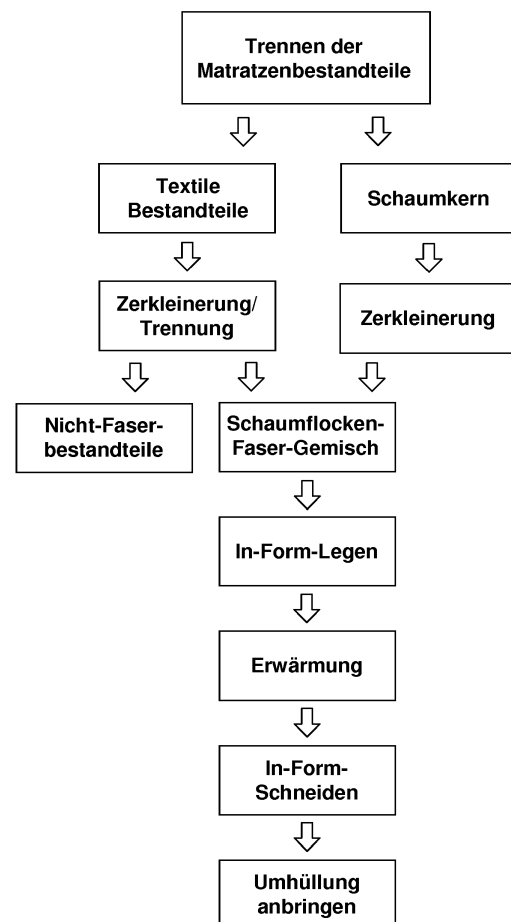 Trennen der
Matratzenbestandteile
Textile
Bestandteile
Schaumkern
Zerkleinerung/
Trennung
Zerkleinerung
Nicht-Faser-
bestandteile
Schaumflocken-
Faser-Gemisch
In-Form-Legen
Erwärmung
In-Form-
Schneiden
Umhüllung
anbringen